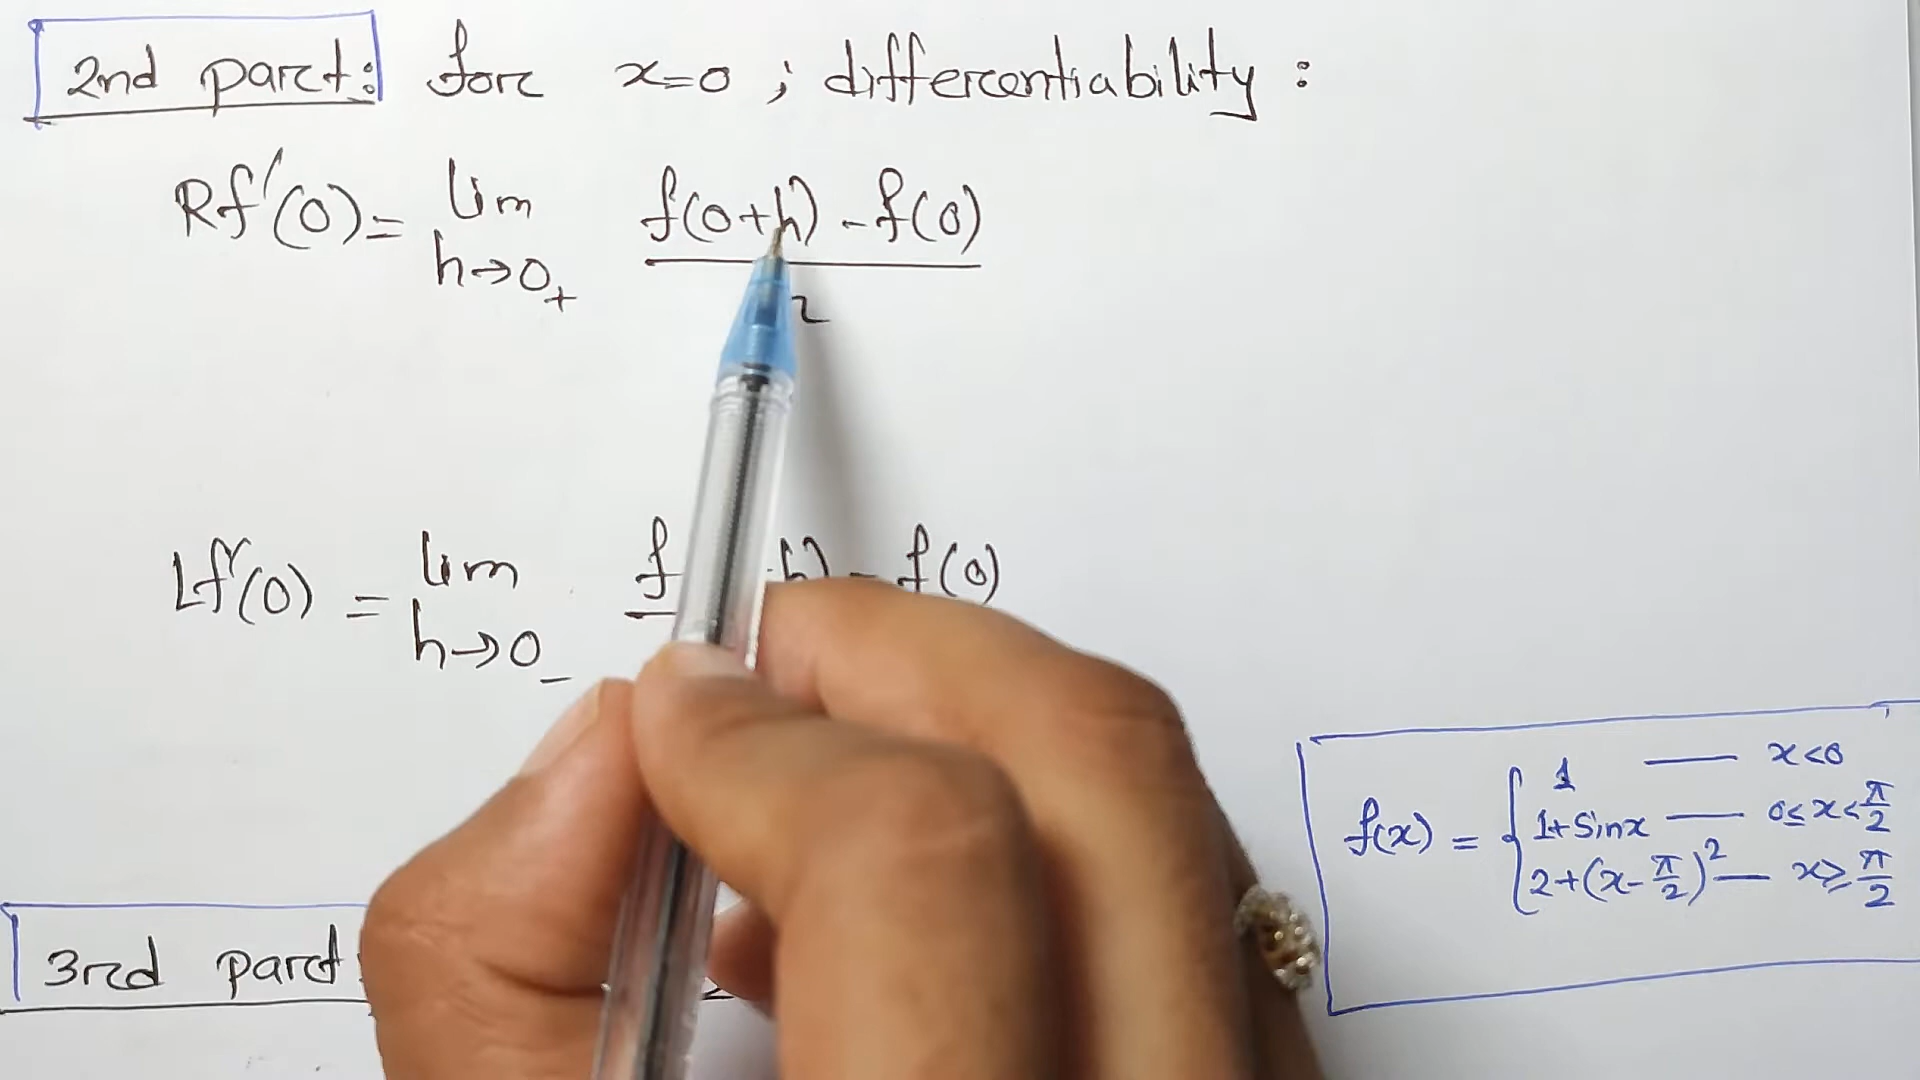 2nd part: for x=0 ; differentiability :
Rf'(0) = lim h→0+ f(0+h) - f(0)
Lf'(0) = lim h→0- f h) - f(0)
f(x) = { 1 — x<0
1+sinx — 0≤x<π/2
2+(x-π/2)² — x≥π/2
3rd part